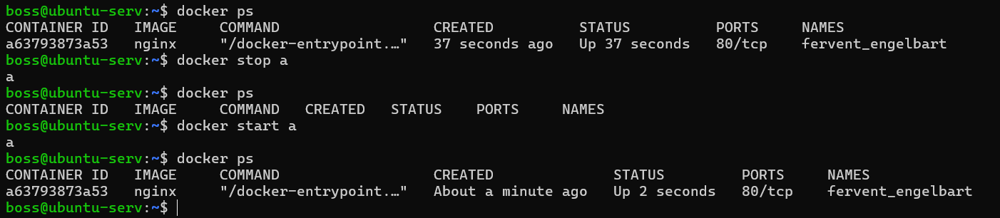 boss@ubuntu-serv:~$ docker ps
CONTAINER ID   IMAGE     COMMAND                  CREATED          STATUS          PORTS     NAMES
a63793873a53   nginx     "/docker-entrypoint.…"   37 seconds ago   Up 37 seconds   80/tcp    fervent_engelbart
boss@ubuntu-serv:~$ docker stop a
a
boss@ubuntu-serv:~$ docker ps
CONTAINER ID   IMAGE     COMMAND   CREATED   STATUS    PORTS     NAMES
boss@ubuntu-serv:~$ docker start a
a
boss@ubuntu-serv:~$ docker ps
CONTAINER ID   IMAGE     COMMAND                  CREATED              STATUS         PORTS     NAMES
a63793873a53   nginx     "/docker-entrypoint.…"   About a minute ago   Up 2 seconds   80/tcp    fervent_engelbart
boss@ubuntu-serv:~$